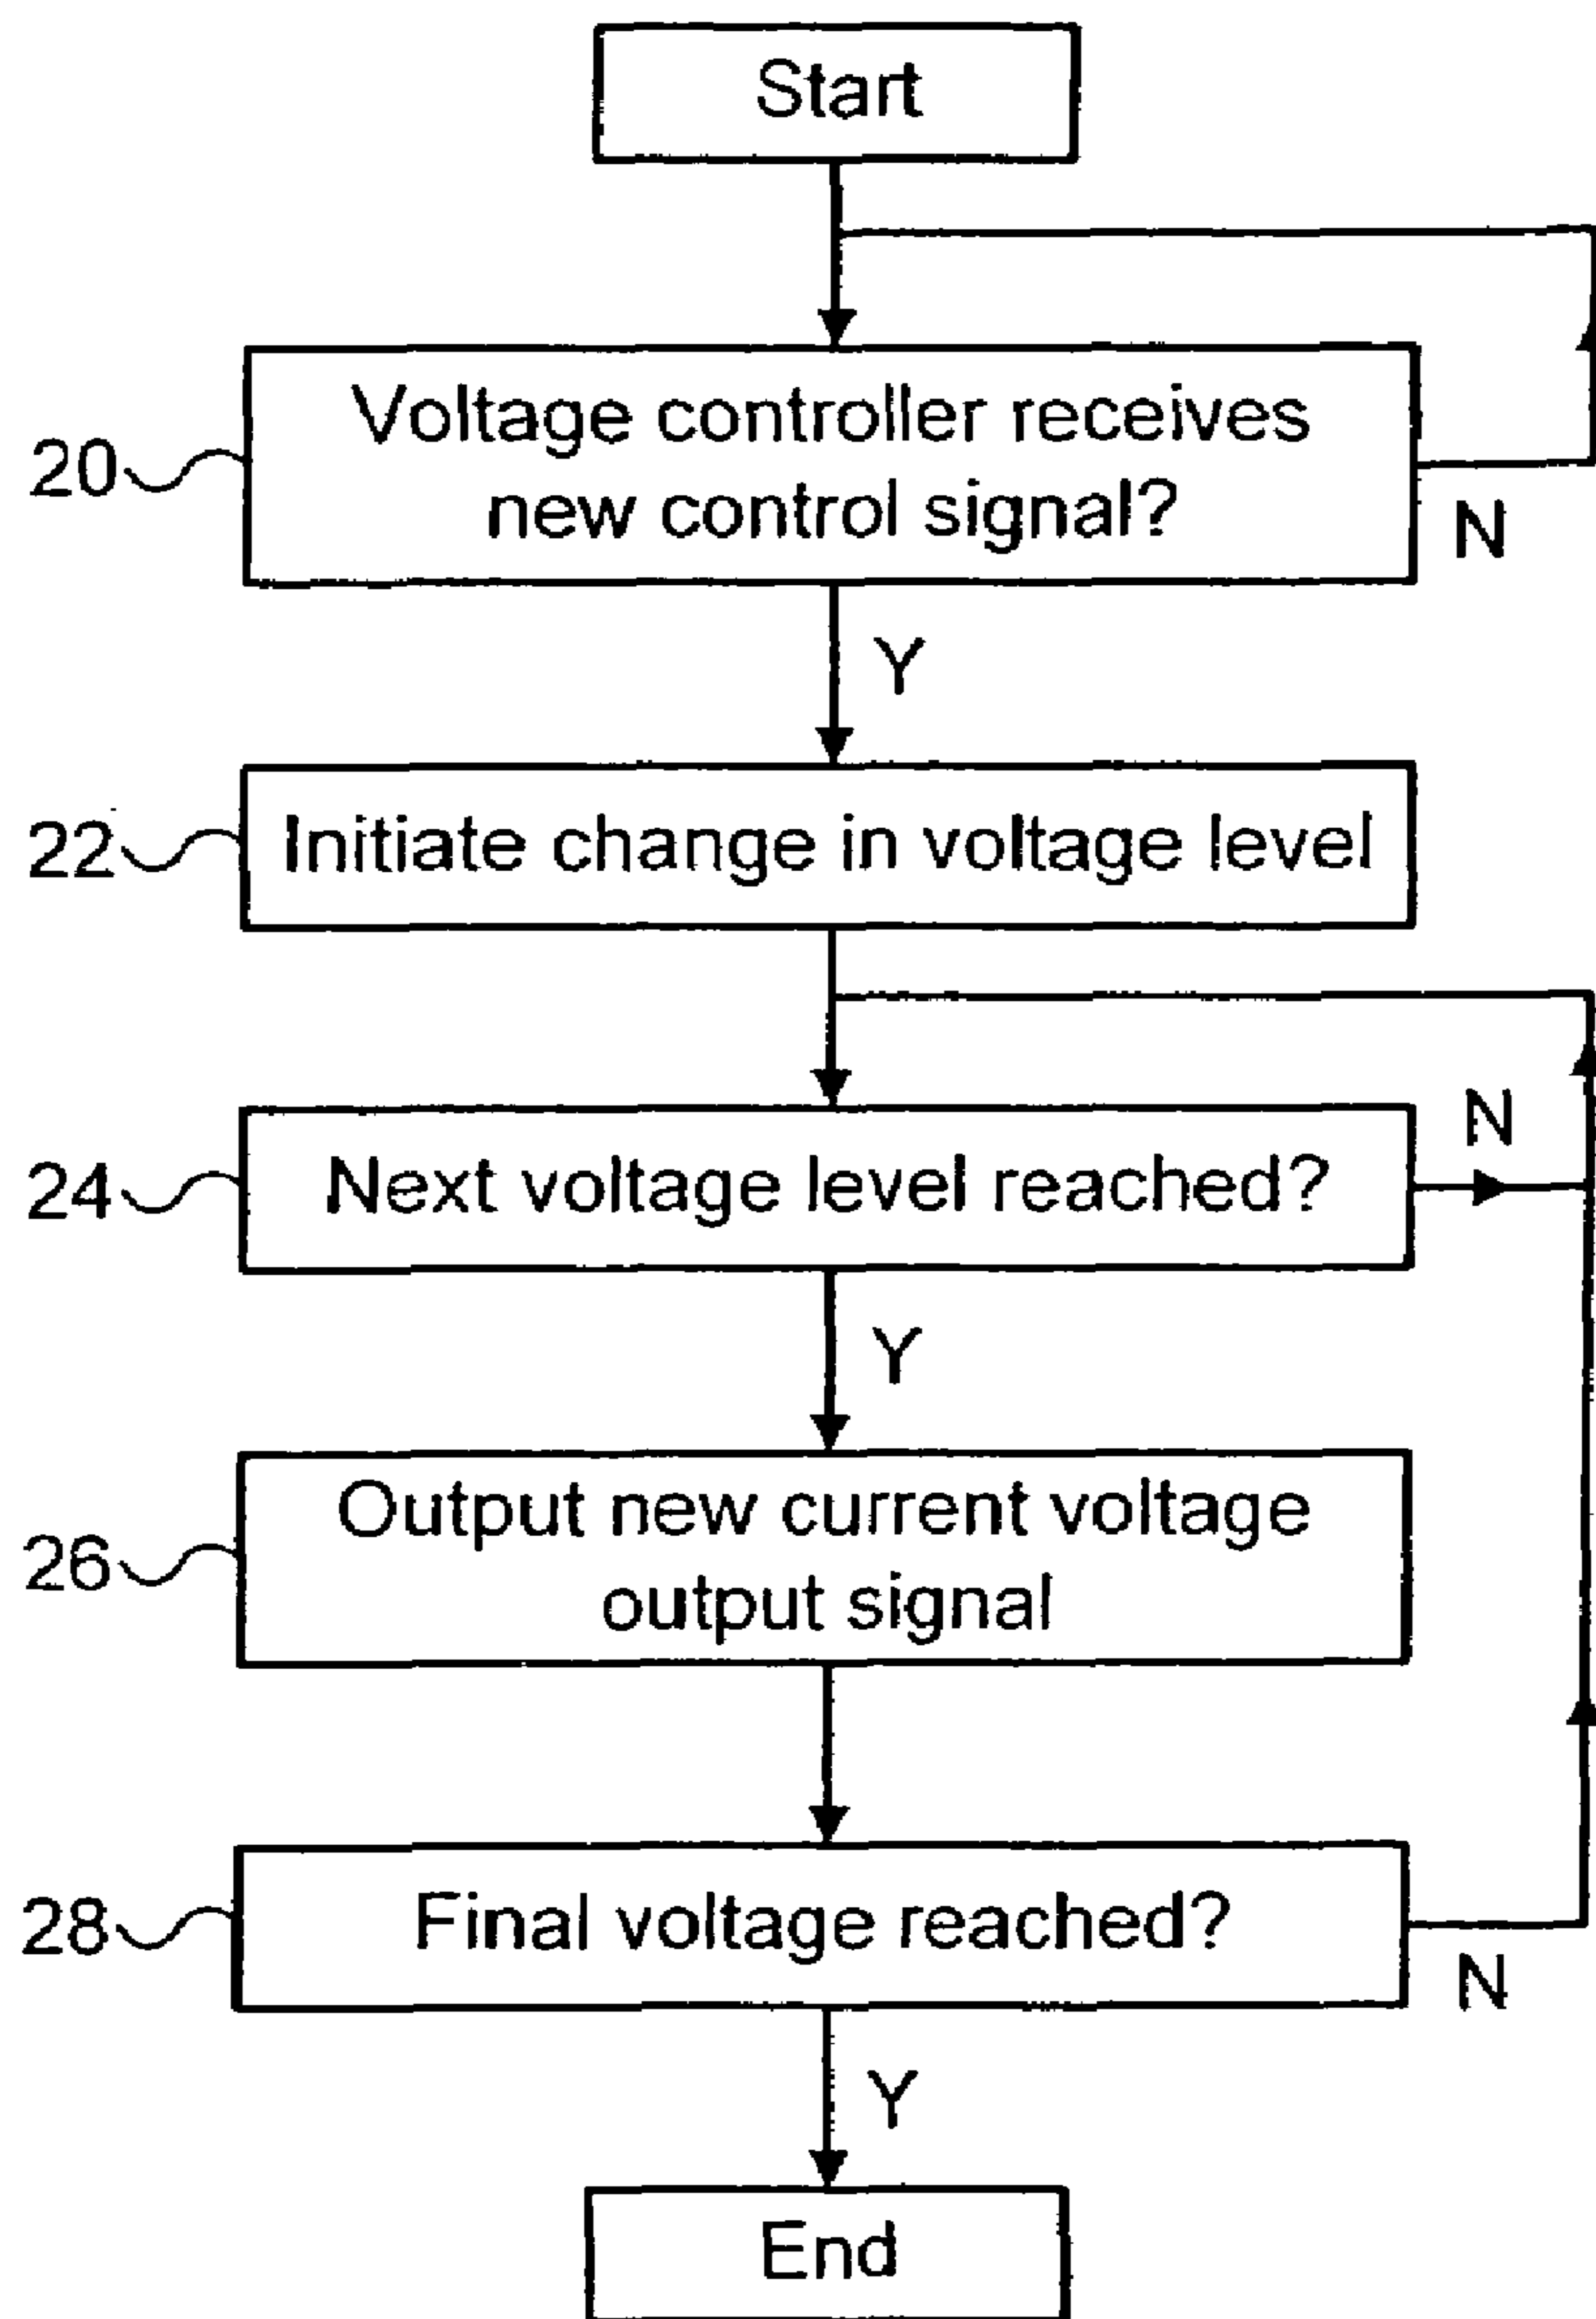 Start
Voltage controller receives
new control signal?
20
N
Y
22
Initiate change in voltage level
N
24
Next voltage level reached?
Y
26
Output new current voltage
output signal
28
Final voltage reached?
N
Y
End